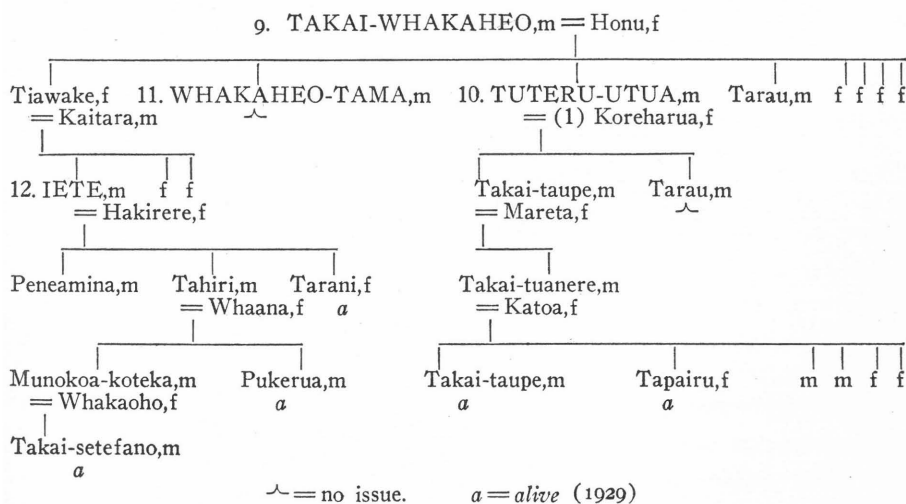 9. TAKAI-WHAKAHEO,m = Honu,f
Tiawake,f 11. WHAKAHEO-TAMA,m 10. TUTERU-UTUA,m Tarau,m f f f f
= Kaitara,m = (1) Koreharua,f
12. IETE,m f f Takai-taupe,m Tarau,m
= Hakirere,f = Mareta,f
Peneamina,m Tahiri,m Tarani,f Takai-tuanere,m
= Whaana,f a = Katoa,f
Munokoa-koteka,m Pukerua,m Takai-taupe,m Tapairu,f m m f f
= Whakaoho,f a a a
Takai-setefano,m
a
= no issue. a = alive (1929)